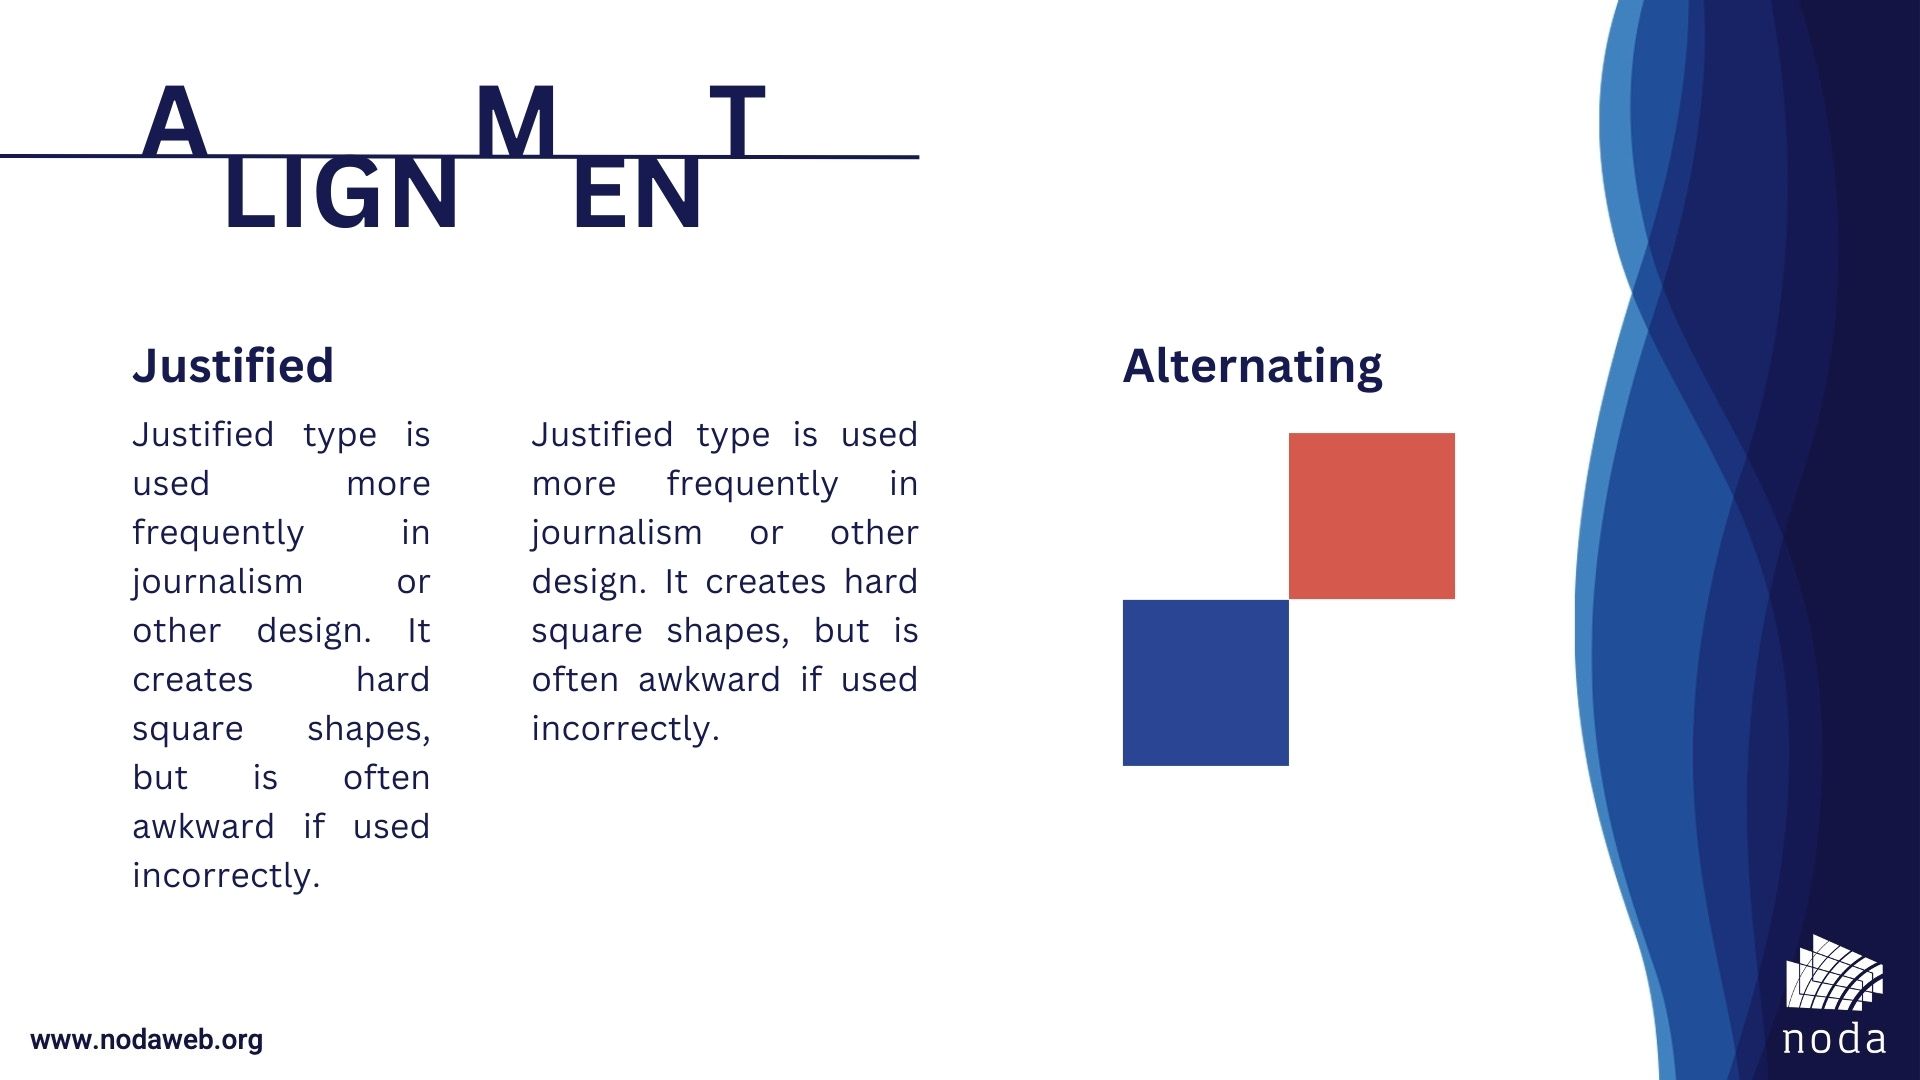 ALIGNMENT
Justified
Justified type is
used more
frequently in
journalism or
other design. It
creates hard
square shapes,
but is often
awkward if used
incorrectly.
Justified type is used
more frequently in
journalism or other
design. It creates hard
square shapes, but is
often awkward if used
incorrectly.
Alternating
www.nodaweb.org
noda